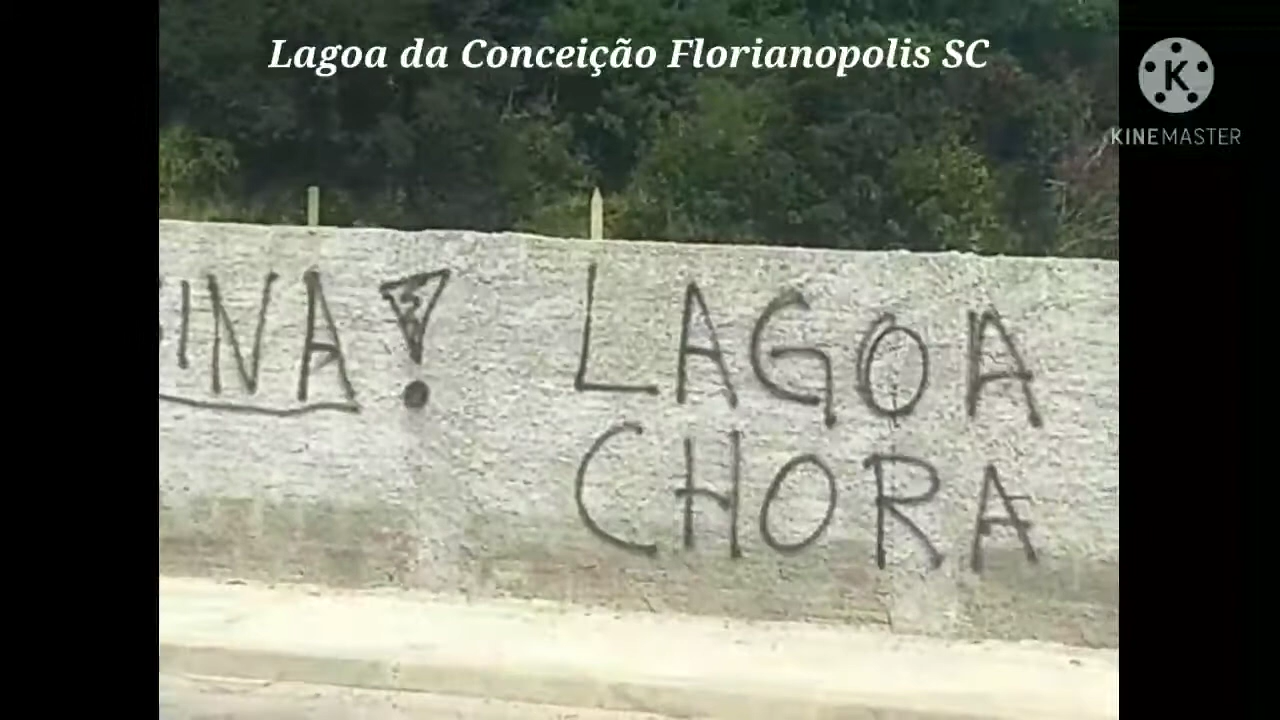 Lagoa da Conceição Florianopolis SC
K
KINEMASTER
INA! LAGOA
CHORA